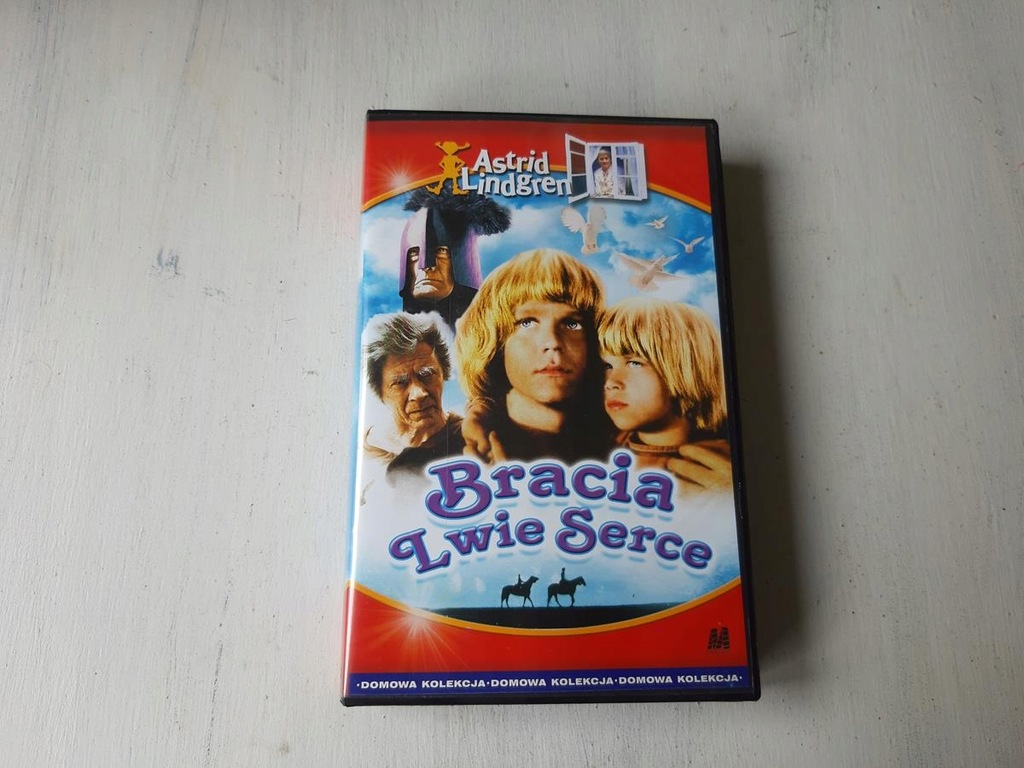 Astrid
Lindgren
Bracia
Lwie Serce
·DOMOWA KOLEKCJA·DOMOWA KOLEKCJA·DOMOWA KOLEKCJA·